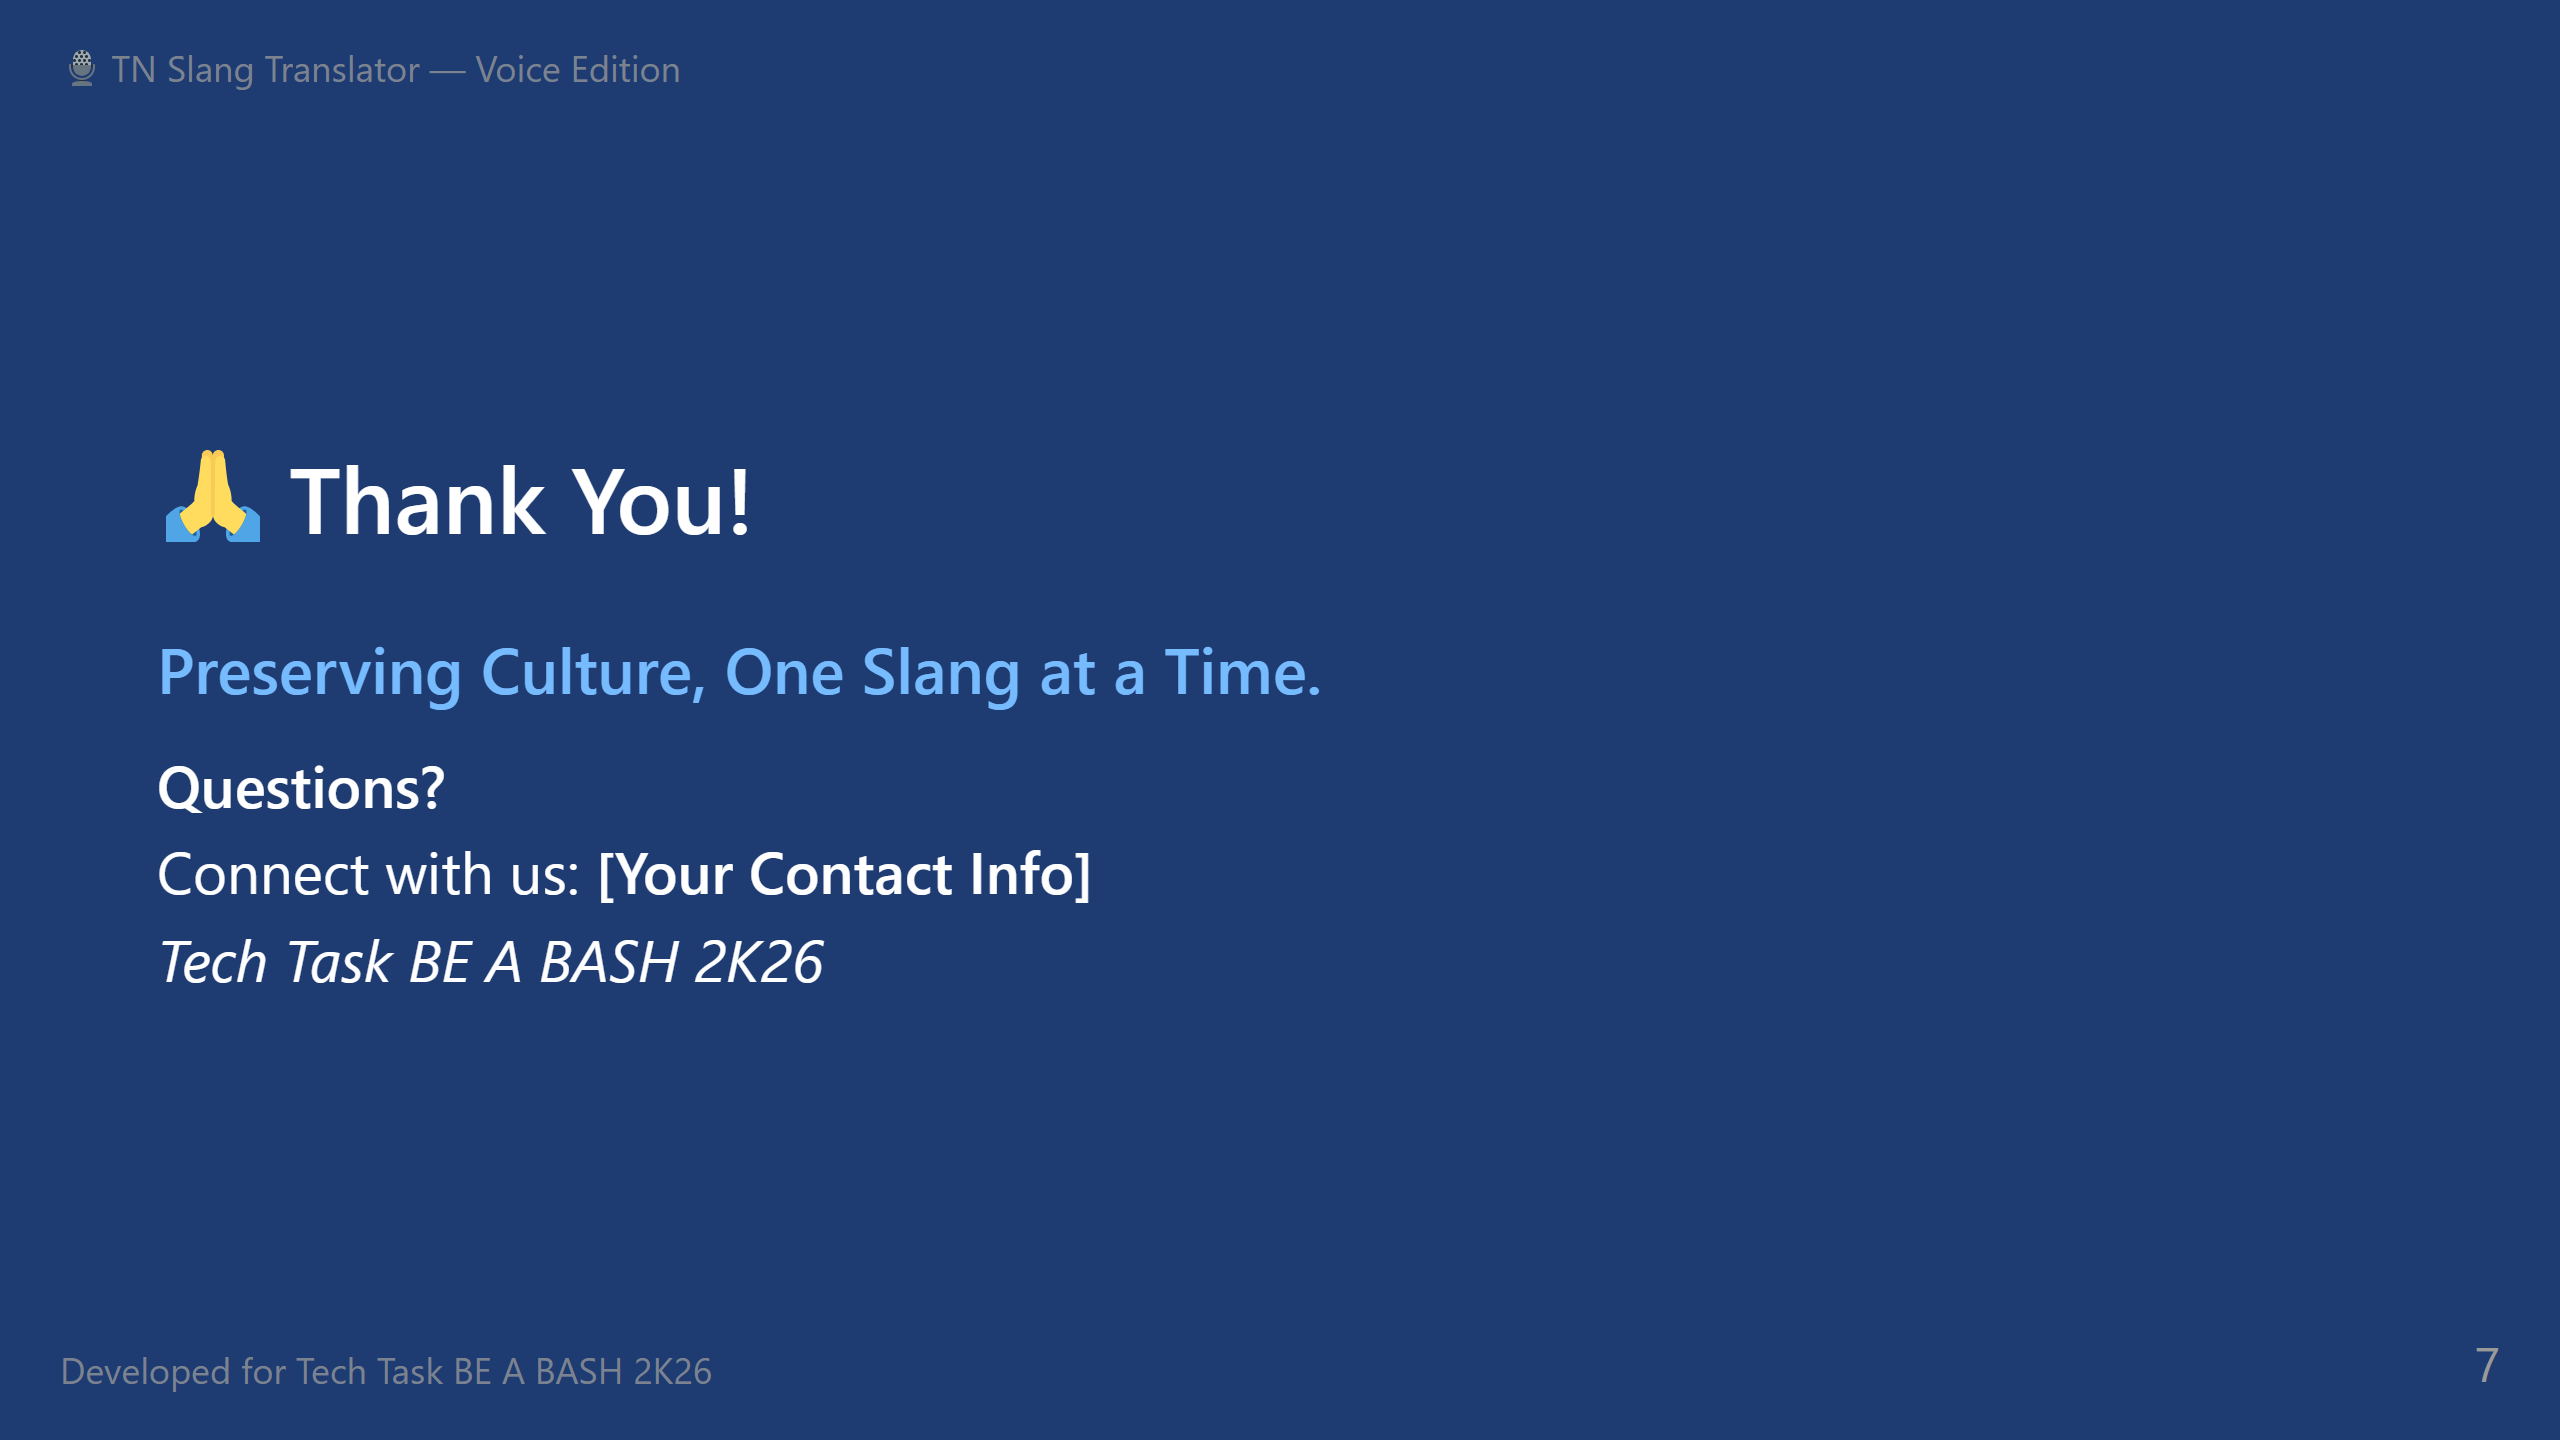 TN Slang Translator — Voice Edition
🙏 Thank You!
Preserving Culture, One Slang at a Time.
Questions?
Connect with us: [Your Contact Info]
Tech Task BE A BASH 2K26
Developed for Tech Task BE A BASH 2K26
7